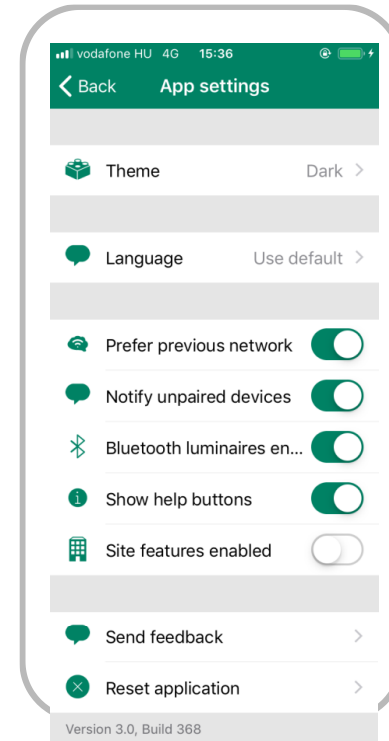 vodafone HU 4G 15:36
Back App settings
Theme Dark
Language Use default
Prefer previous network
Notify unpaired devices
Bluetooth luminaires en...
Show help buttons
Site features enabled
Send feedback
Reset application
Version 3.0, Build 368